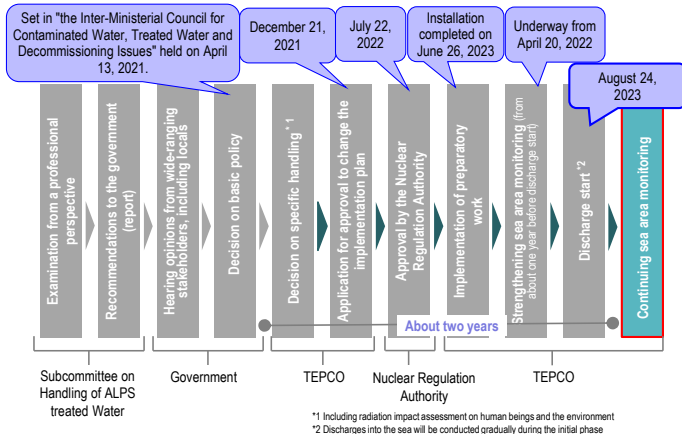 Set in "the Inter-Ministerial Council for
Contaminated Water, Treated Water and
Decommissioning Issues" held on April
13, 2021.
December 21,
2021
July 22,
2022
Installation
completed on
June 26, 2023
Underway from
April 20, 2022
August 24,
2023
Examination from a professional
perspective
Recommendations to the government
(report)
Hearing opinions from wide-ranging
stakeholders, including locals
Decision on basic policy
Decision on specific handling*1
Application for approval to change the
implementation plan
Approval by the Nuclear
Regulation Authority
Implementation of preparatory
work
Strengthening sea area monitoring (from
about one year before discharge start)
Discharge start*2
Continuing sea area monitoring
About two years
Subcommittee on
Handling of ALPS
treated Water
Government
TEPCO
Nuclear Regulation
Authority
TEPCO
*1 Including radiation impact assessment on human beings and the environment
*2 Discharges into the sea will be conducted gradually during the initial phase